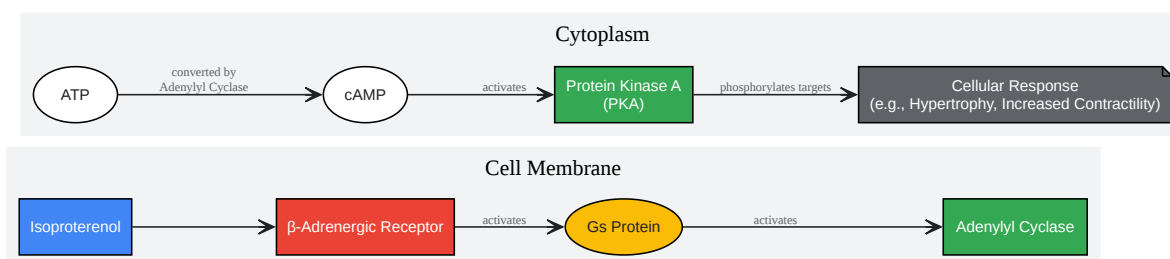 Cytoplasm
ATP
converted by
Adenylyl Cyclase
cAMP
activates
Protein Kinase A
(PKA)
phosphorylates targets
Cellular Response
(e.g., Hypertrophy, Increased Contractility)
Cell Membrane
Isoproterenol
β-Adrenergic Receptor
activates
Gs Protein
activates
Adenylyl Cyclase